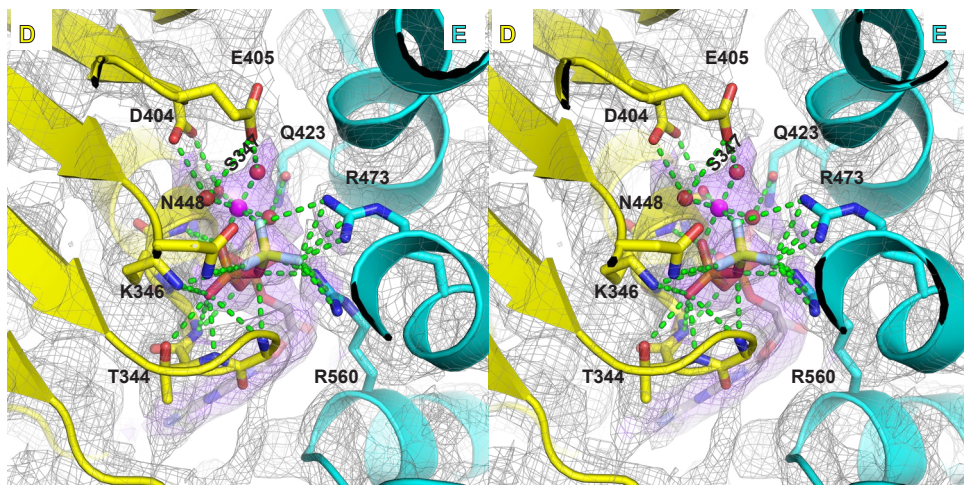 D E D E
E405 E405
D404 D404
S347 Q423 S347 Q423
R473 R473
N448 N448
K346 K346
T344 R560 T344 R560